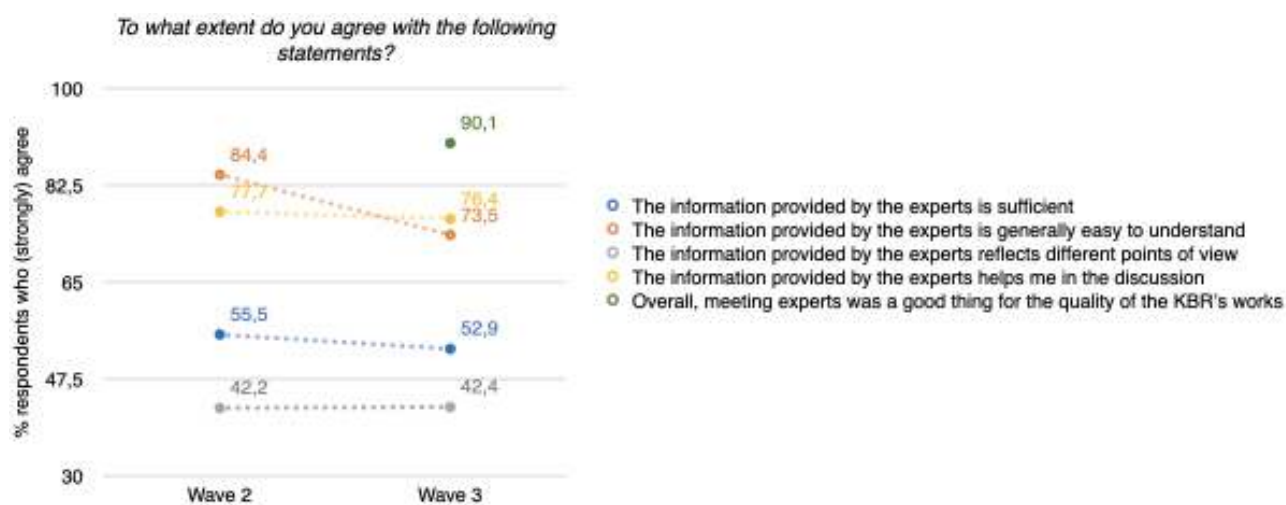 To what extent do you agree with the following
statements?
% respondents who (strongly) agree
100
82,5
65
47,5
30
84,4
77,7
55,5
42,2
90,1
76,4
73,5
52,9
42,4
Wave 2
Wave 3
The information provided by the experts is sufficient
The information provided by the experts is generally easy to understand
The information provided by the experts reflects different points of view
The information provided by the experts helps me in the discussion
Overall, meeting experts was a good thing for the quality of the KBR's works